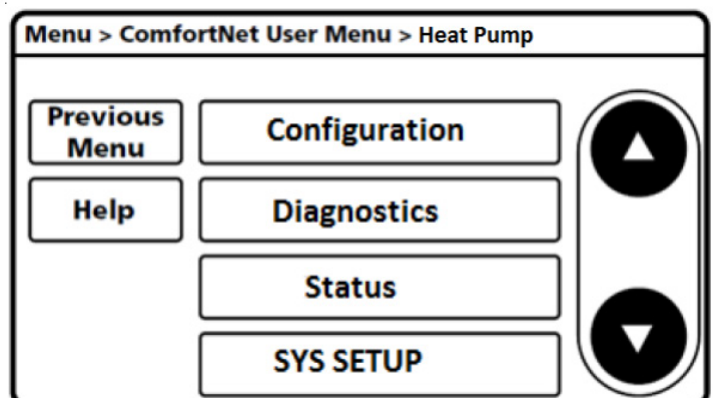 Menu > ComfortNet User Menu > Heat Pump
Previous
Menu
Configuration
Help
Diagnostics
Status
SYS SETUP